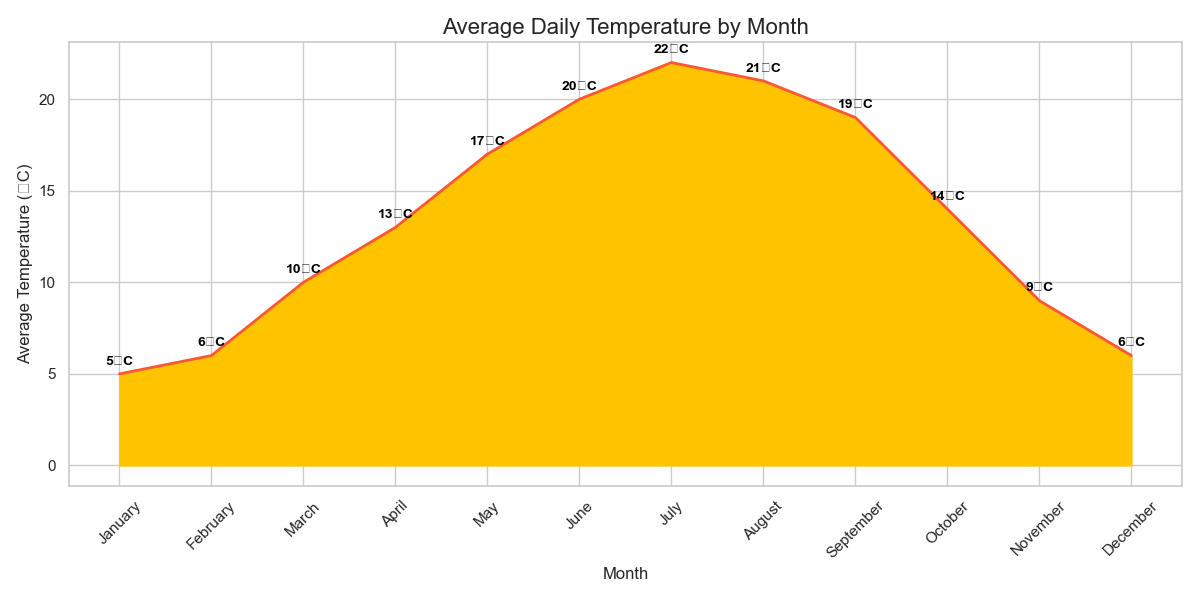 Average Daily Temperature by Month
22□C
21□C
20□C
19□C
17□C
14□C
13□C
10□C
9□C
6□C
6□C
5□C
Average Temperature (□C)
20
15
10
5
0
January
February
March
April
May
June
July
August
September
October
November
December
Month